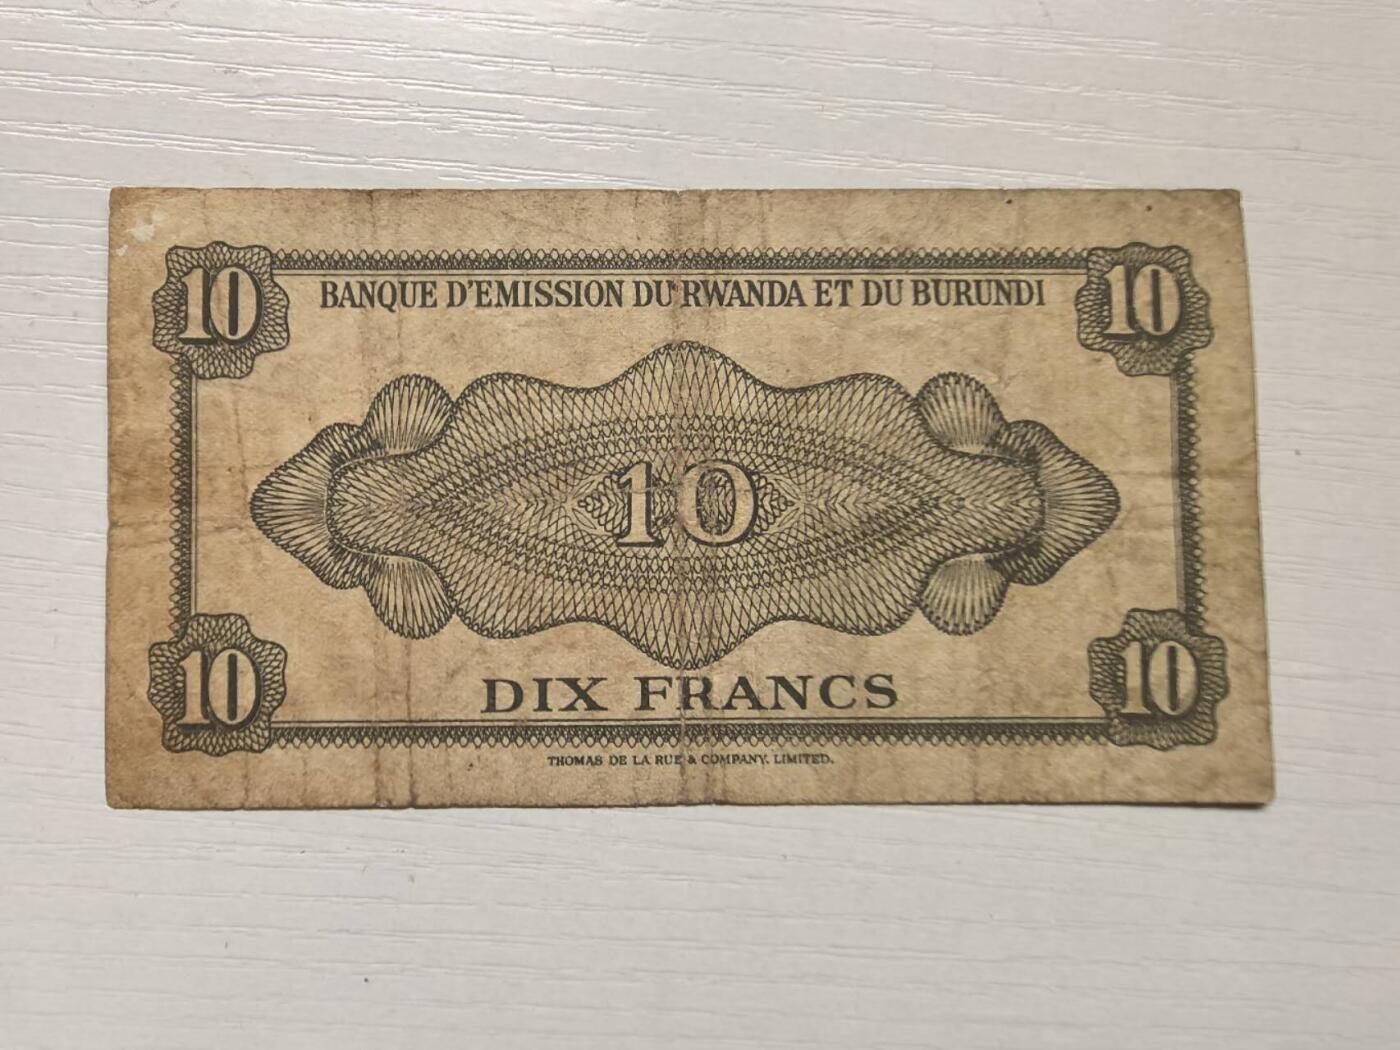 10 10
BANQUE D'EMISSION DU RWANDA ET DU BURUNDI
10
DIX FRANCS
10 10
THOMAS DE LA RUE & COMPANY, LIMITED.